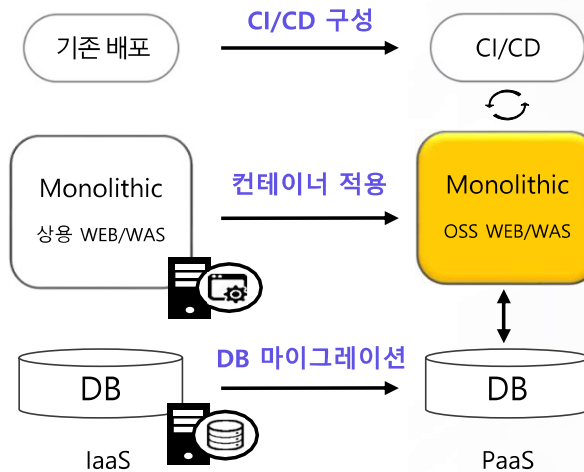 CI/CD 구성
기존 배포
CI/CD
컨테이너 적용
Monolithic
상용 WEB/WAS
Monolithic
OSS WEB/WAS
DB 마이그레이션
DB
DB
IaaS
PaaS